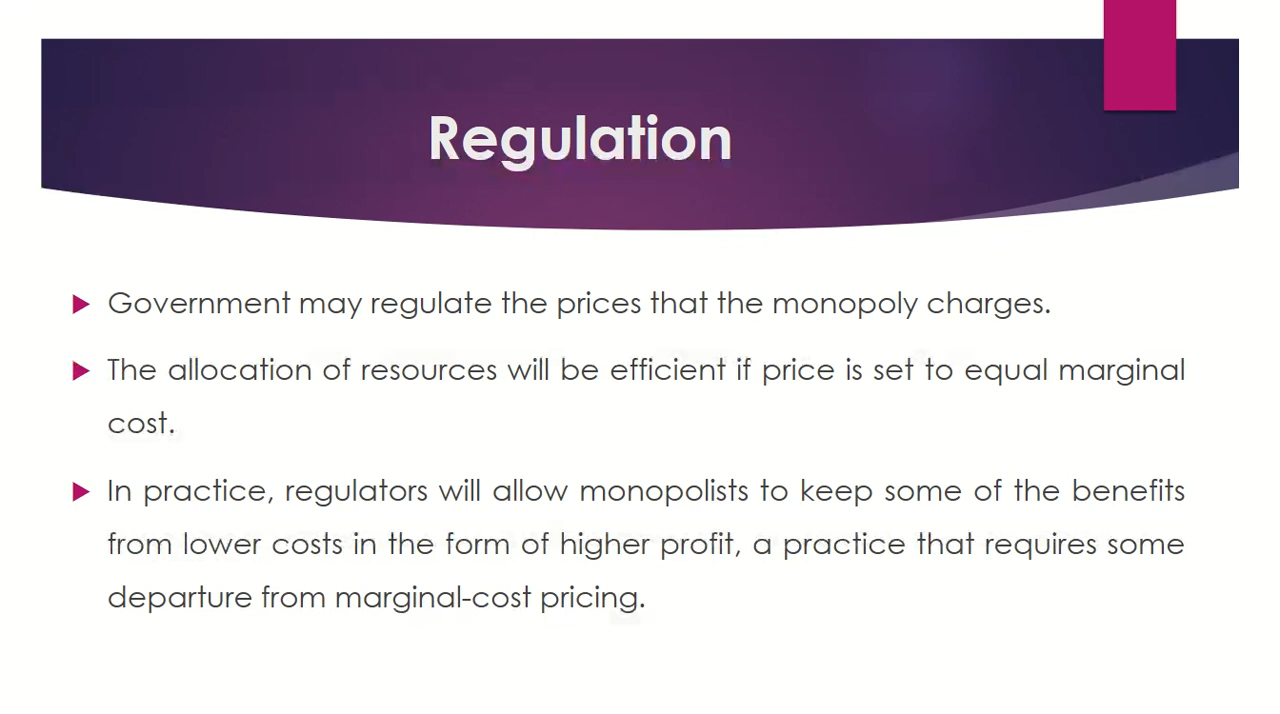 Regulation
Government may regulate the prices that the monopoly charges.
The allocation of resources will be efficient if price is set to equal marginal
cost.
In practice, regulators will allow monopolists to keep some of the benefits
from lower costs in the form of higher profit, a practice that requires some
departure from marginal-cost pricing.